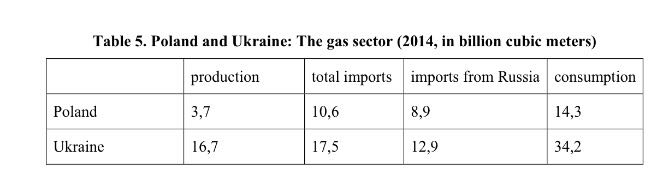 Table 5. Poland and Ukraine: The gas sector (2014, in billion cubic meters)
production total imports imports from Russia consumption
Poland 3,7 10,6 8,9 14,3
Ukraine 16,7 17,5 12,9 34,2